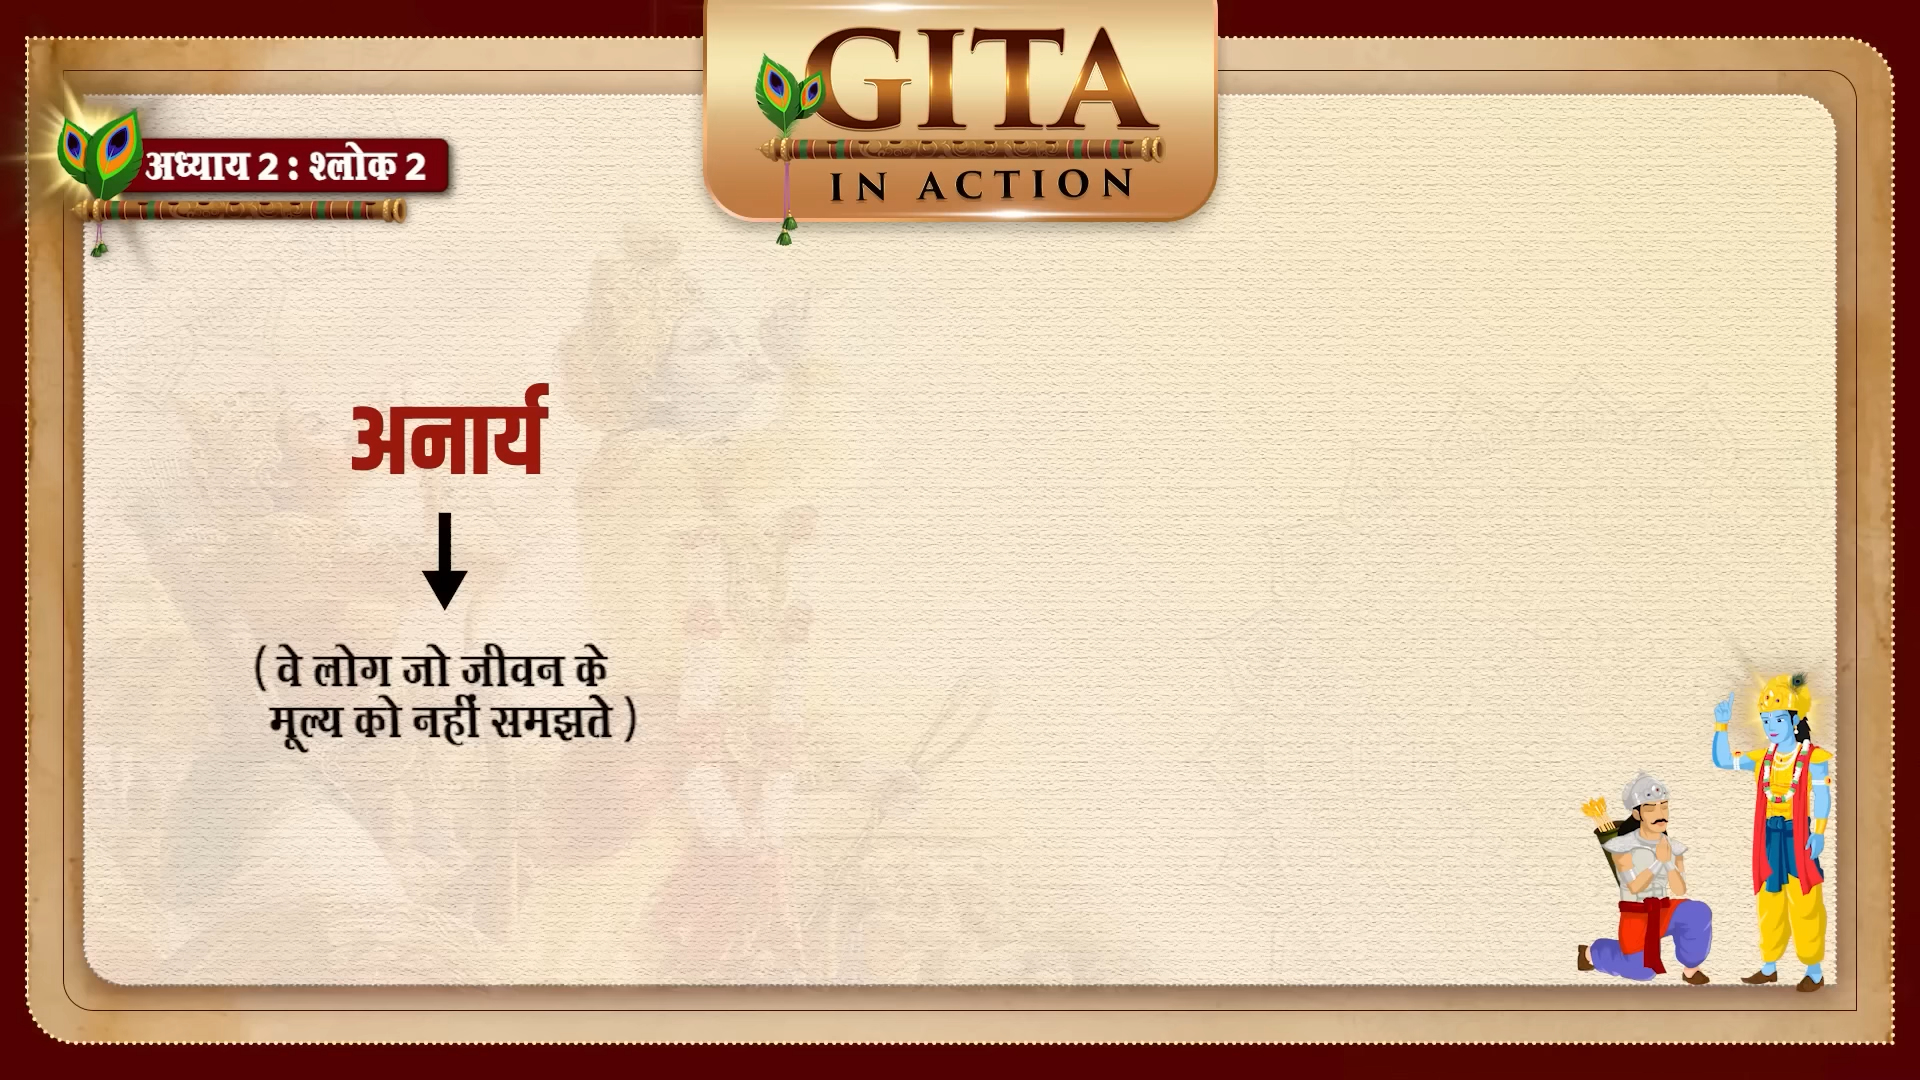 GITA
IN ACTION
अध्याय 2 : श्लोक 2
अनार्य
( वे लोग जो जीवन के
मूल्य को नहीं समझते )